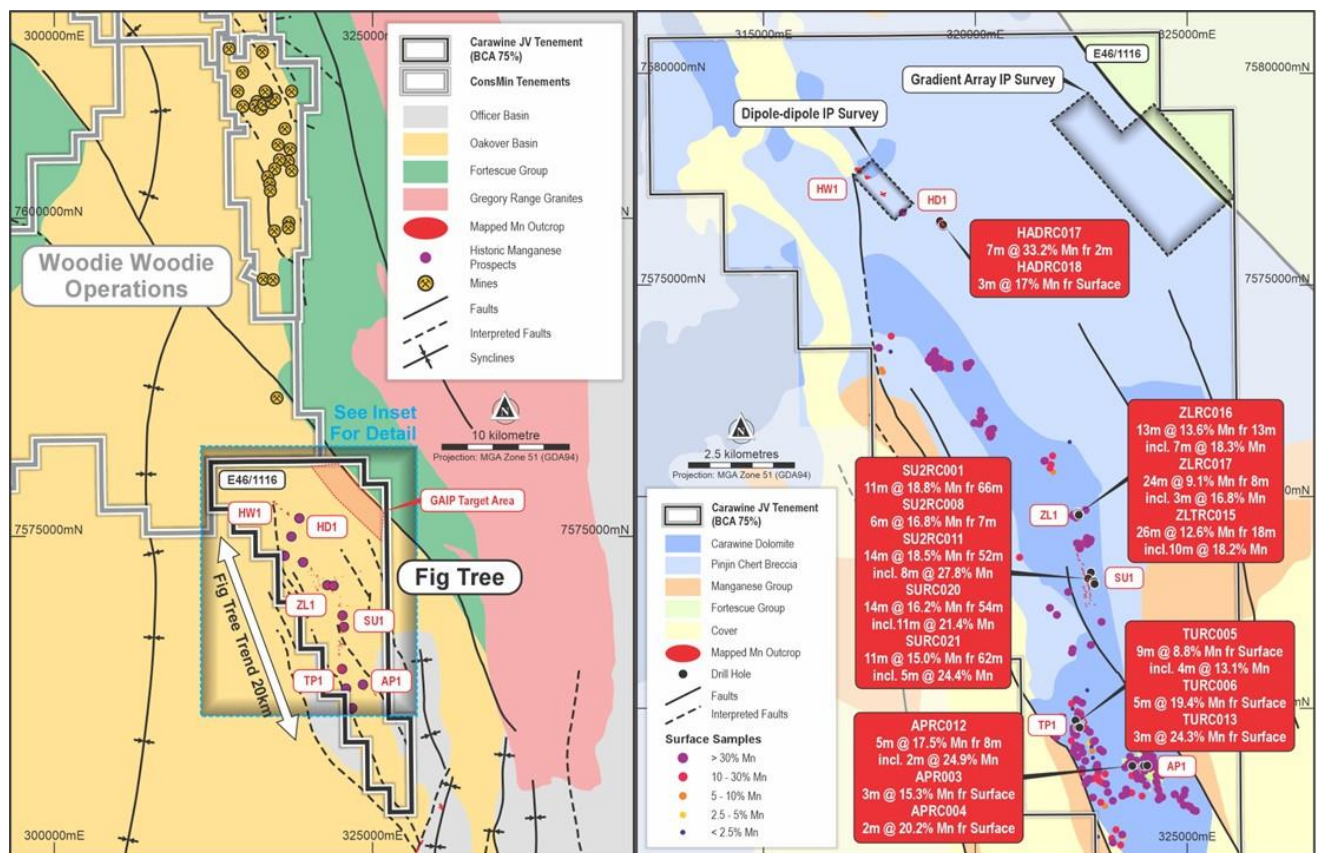 300000mE
325000mE
7600000mN
Woodie Woodie
Operations
Carawine JV Tenement
(BCA 75%)
ConsMin Tenements
Officer Basin
Oakover Basin
Fortescue Group
Gregory Range Granites
Mapped Mn Outcrop
Historic Manganese
Prospects
Mines
Faults
Interpreted Faults
Synclines
N
10 kilometre
Projection: MGA Zone 51 (GDA94)
See Inset
For Detail
E46/1116
GAIP Target Area
HW1
HD1
7575000mN
7575000mN
Fig Tree
ZL1
SU1
TP1
AP1
Fig Tree Trend 20km
300000mE
325000mE
315000mE
320000mE
325000mE
E46/1116
7580000mN
7580000mN
Gradient Array IP Survey
Dipole-dipole IP Survey
HW1
HD1
HADRC017
7m @ 33.2% Mn fr 2m
HADRC018
3m @ 17% Mn fr Surface
7575000mN
7575000mN
N
2.5 kilometres
Projection: MGA Zone 51 (GDA94)
ZLRC016
13m @ 13.6% Mn fr 13m
incl. 7m @ 18.3% Mn
ZLRC017
24m @ 9.1% Mn fr 8m
incl. 3m @ 16.8% Mn
ZLTRC015
26m @ 12.6% Mn fr 18m
incl.10m @ 18.2% Mn
ZL1
SU1
SU2RC001
11m @ 18.8% Mn fr 66m
SU2RC008
6m @ 16.8% Mn fr 7m
SU2RC011
14m @ 18.5% Mn fr 52m
incl. 8m @ 27.8% Mn
SURC020
14m @ 16.2% Mn fr 54m
incl.11m @ 21.4% Mn
SURC021
11m @ 15.0% Mn fr 62m
incl. 5m @ 24.4% Mn
TURC005
9m @ 8.8% Mn fr Surface
incl. 4m @ 13.1% Mn
TURC006
5m @ 19.4% Mn fr Surface
TURC013
3m @ 24.3% Mn fr Surface
TP1
AP1
APRC012
5m @ 17.5% Mn fr 8m
incl. 2m @ 24.9% Mn
APR003
3m @ 15.3% Mn fr Surface
APRC004
2m @ 20.2% Mn fr Surface
Carawine JV Tenement
(BCA 75%)
Carawine Dolomite
Pinjin Chert Breccia
Manganese Group
Fortescue Group
Cover
Mapped Mn Outcrop
Drill Hole
Faults
Interpreted Faults
Surface Samples
> 30% Mn
10 - 30% Mn
5 - 10% Mn
2.5 - 5% Mn
< 2.5% Mn
325000mE